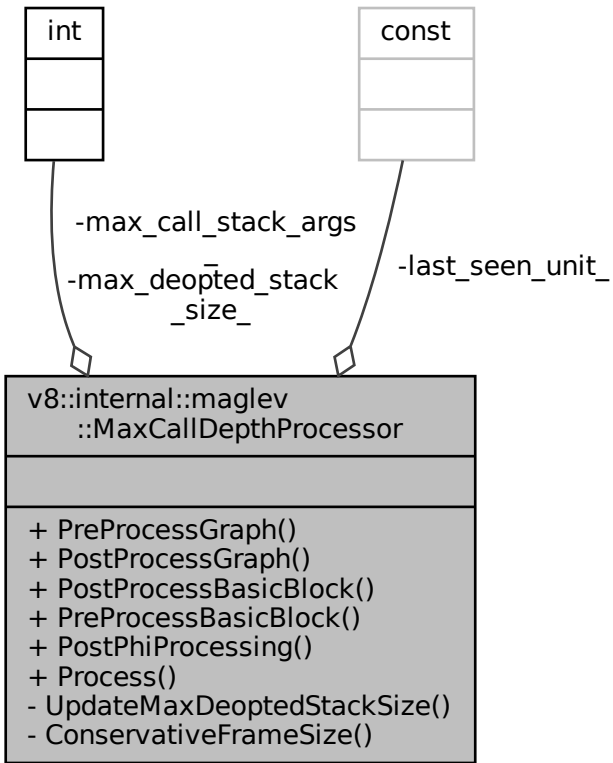 int
const
-max_call_stack_args
_
-max_deopted_stack
_size_
-last_seen_unit_
v8::internal::maglev
::MaxCallDepthProcessor
+ PreProcessGraph()
+ PostProcessGraph()
+ PostProcessBasicBlock()
+ PreProcessBasicBlock()
+ PostPhiProcessing()
+ Process()
- UpdateMaxDeoptedStackSize()
- ConservativeFrameSize()